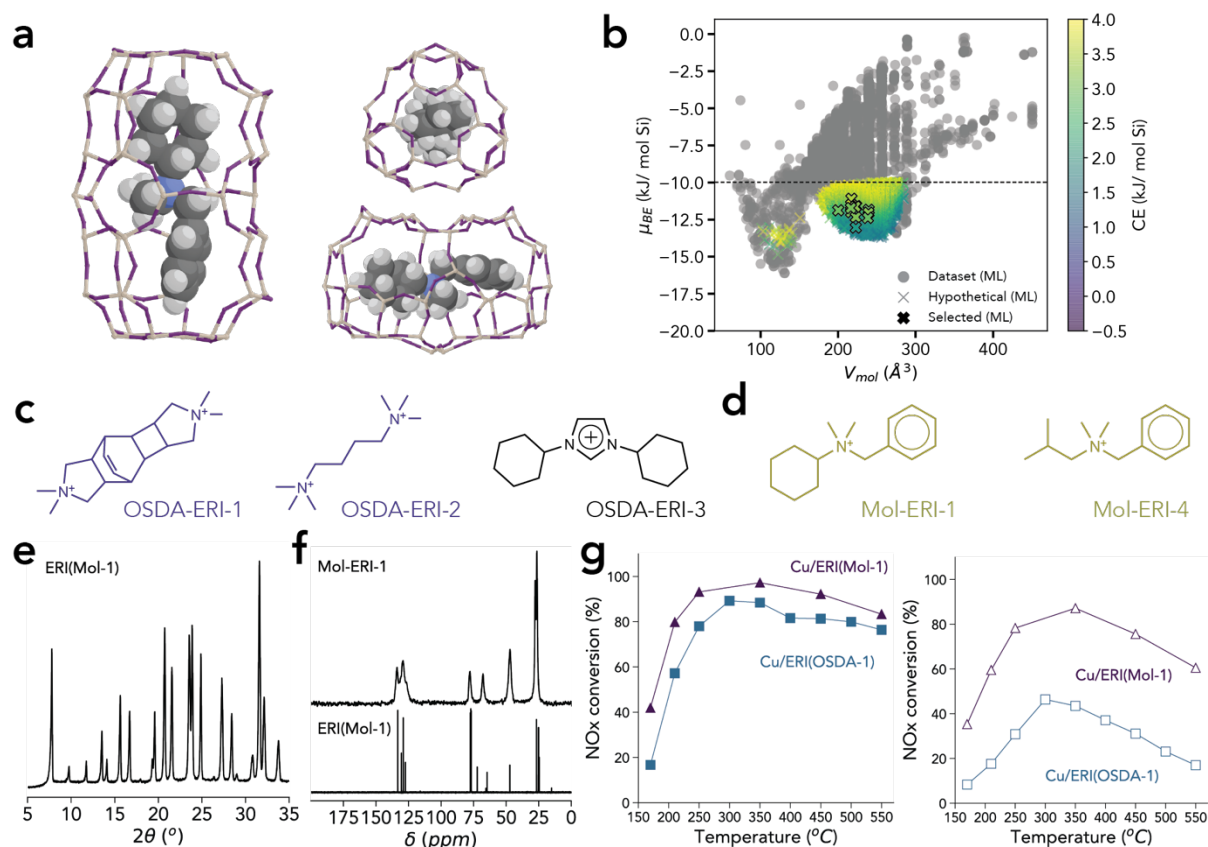 a
b
0.0
−2.5
−5.0
−7.5
−10.0
−12.5
−15.0
−17.5
−20.0
μBE (kJ/ mol Si)
100
200
300
400
Vmol (Å³)
Dataset (ML)
Hypothetical (ML)
Selected (ML)
4.0
3.5
3.0
2.5
2.0
1.5
1.0
0.5
0.0
−0.5
CE (kJ/ mol Si)
c
N⁺
N⁺
OSDA-ERI-1
N⁺
N⁺
OSDA-ERI-2
N
N
+
OSDA-ERI-3
d
N⁺
Mol-ERI-1
N⁺
Mol-ERI-4
e
ERI(Mol-1)
5 10 15 20 25 30 35
2θ (°)
f
Mol-ERI-1
ERI(Mol-1)
175 150 125 100 75 50 25 0
δ (ppm)
g
NOx conversion (%)
100
80
60
40
20
0
Cu/ERI(Mol-1)
Cu/ERI(OSDA-1)
150 200 250 300 350 400 450 500 550
Temperature (°C)
NOx conversion (%)
100
80
60
40
20
0
Cu/ERI(Mol-1)
Cu/ERI(OSDA-1)
150 200 250 300 350 400 450 500 550
Temperature (°C)